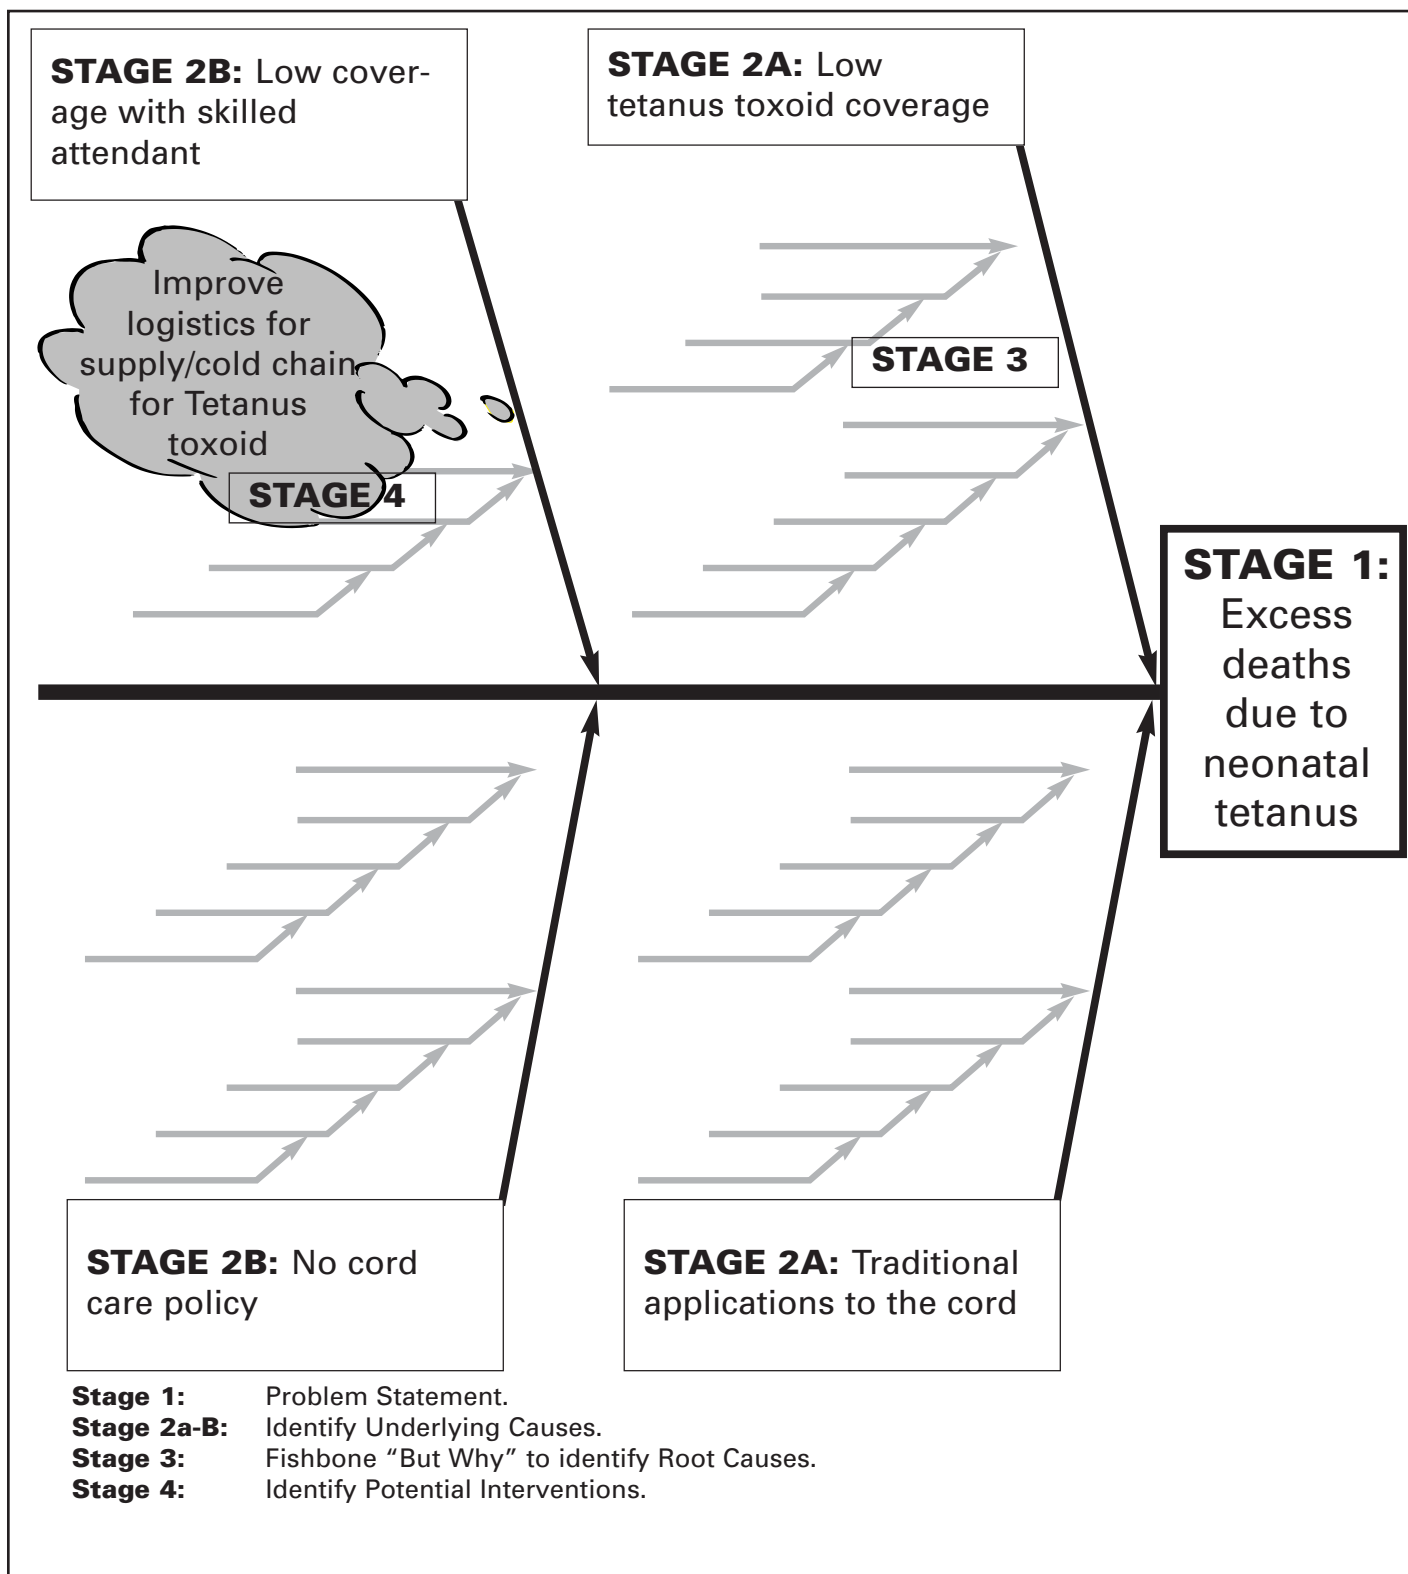 STAGE 2B: Low cover-
age with skilled
attendant
STAGE 2A: Low
tetanus toxoid coverage
Improve
logistics for
supply/cold chain
for Tetanus
toxoid
STAGE 3
STAGE 4
STAGE 1:
Excess
deaths
due to
neonatal
tetanus
STAGE 2B: No cord
care policy
STAGE 2A: Traditional
applications to the cord
Stage 1: Problem Statement.
Stage 2a-B: Identify Underlying Causes.
Stage 3: Fishbone “But Why” to identify Root Causes.
Stage 4: Identify Potential Interventions.